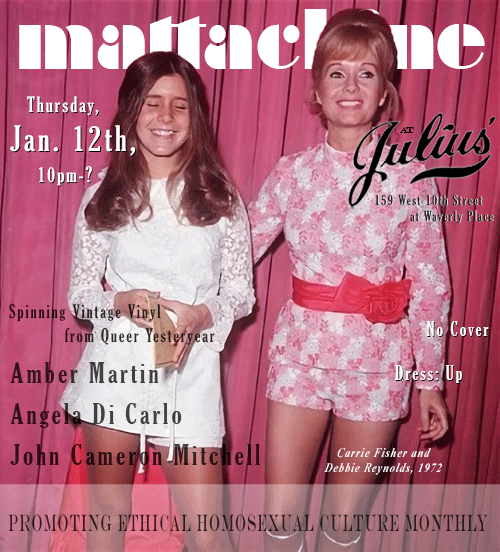 mattachine
Thursday,
Jan. 12th,
10pm-?
AT
Julius'
159 West 10th Street
at Waverly Place
Spinning Vintage Vinyl
from Queer Yesteryear
No Cover
Dress: Up
Amber Martin
Angela Di Carlo
John Cameron Mitchell
Carrie Fisher and
Debbie Reynolds, 1972
PROMOTING ETHICAL HOMOSEXUAL CULTURE MONTHLY